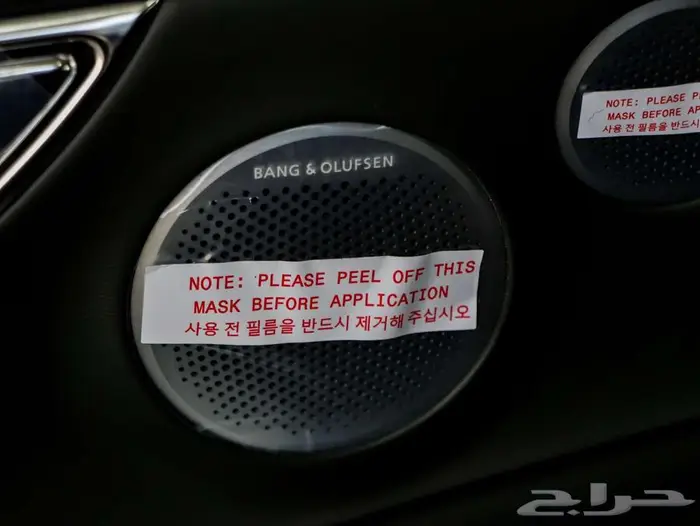 BANG & OLUFSEN
NOTE: PLEASE PEEL OFF THIS
MASK BEFORE APPLICATION
사용 전 필름을 반드시 제거해 주십시오
NOTE: PLEASE
MASK BEFORE
사용 전 필름을 반드시
حراج